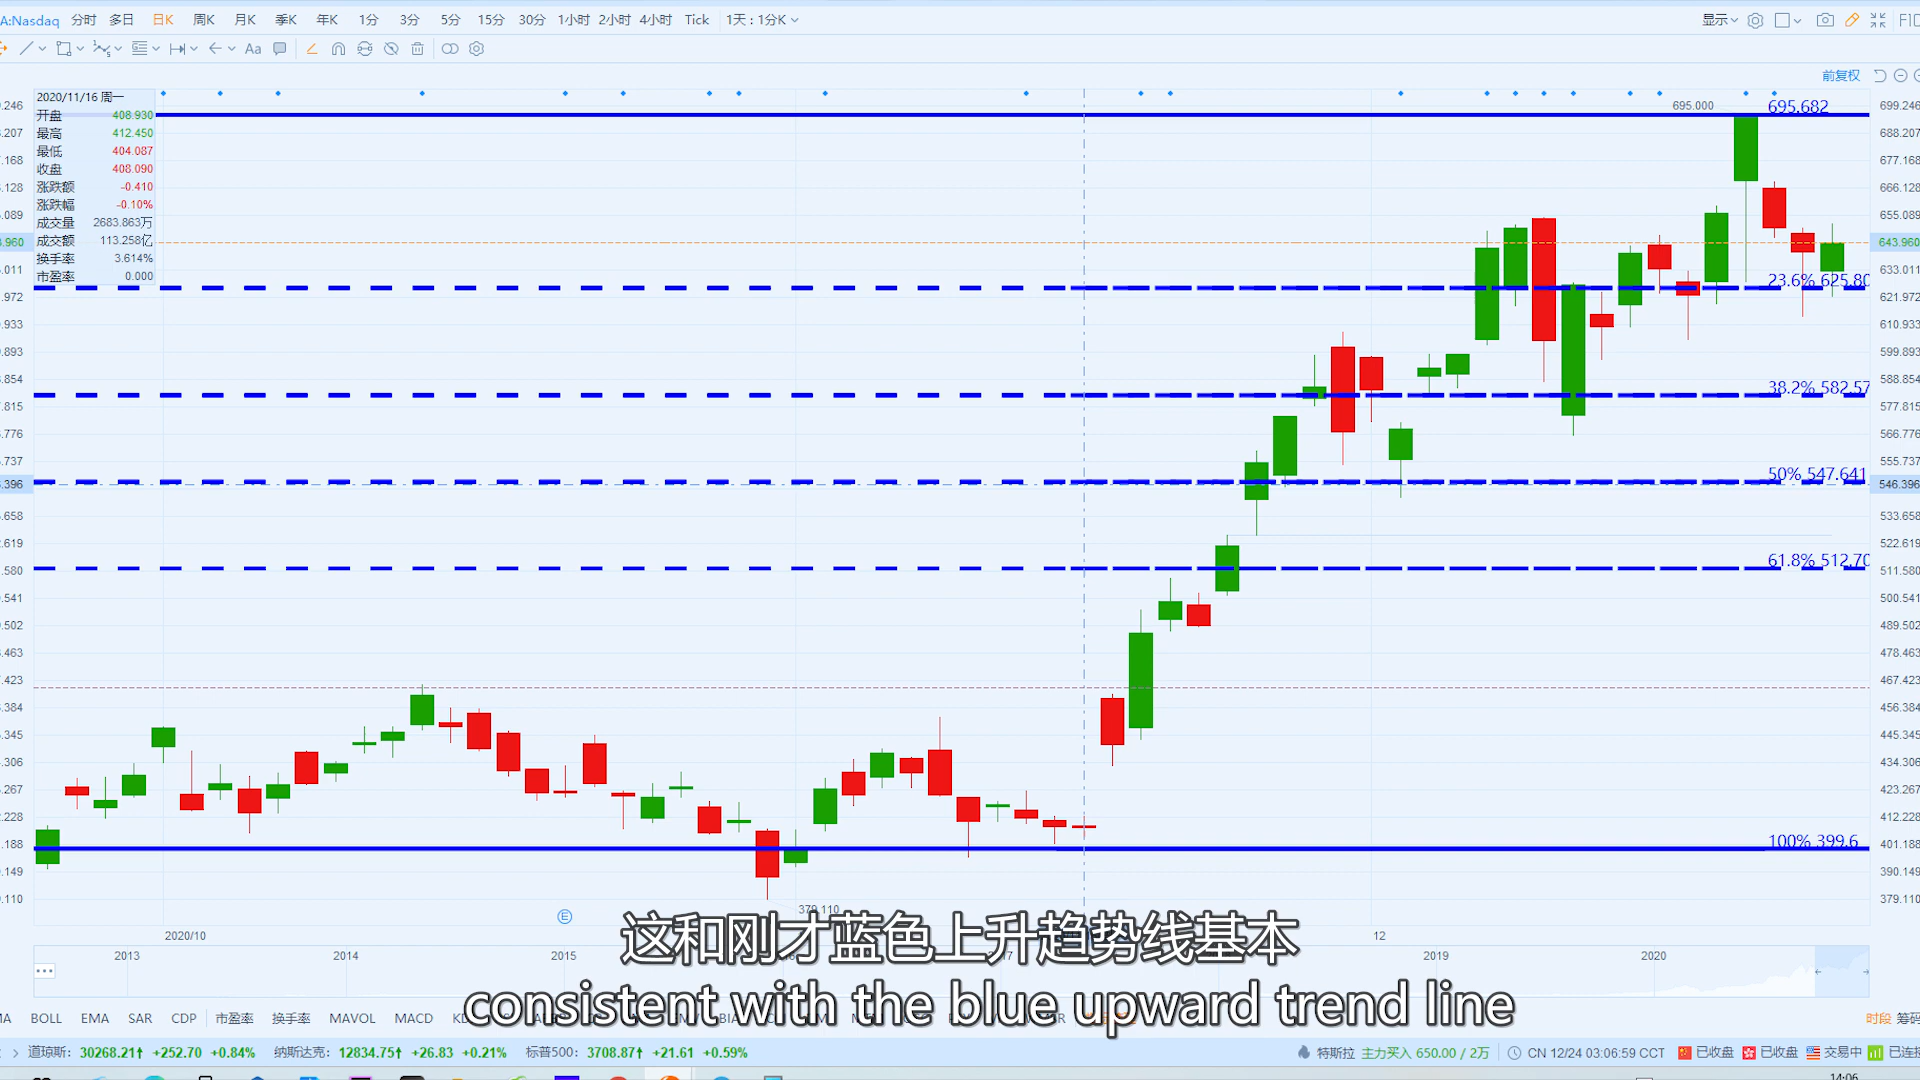 A:Nasdaq 分时 多日 日K 周K 月K 季K 年K 1分 3分 5分 15分 30分 1小时 2小时 4小时 Tick 1天：1分K 显示
Aa
前复权
2020/11/16 周一
开盘 408.930
最高 412.450
最低 404.087
收盘 408.090
涨跌额 -0.410
涨跌幅 -0.10%
成交量 2683.863万
成交额 113.258亿
换手率 3.614%
市盈率 0.000
695.000
695.682
23.6% 625.80
38.2% 582.57
50% 547.641
61.8% 512.70
100% 399.6
379.110
699.246
688.207
677.168
666.128
655.089
643.960
633.011
621.972
610.933
599.893
588.854
577.815
566.776
555.737
546.396
533.658
522.619
511.580
500.541
489.502
478.463
467.423
456.384
445.345
434.306
423.267
412.228
401.188
390.149
379.110
2020/10 12
2013 2014 2015 2019 2020
这和刚才蓝色上升趋势线基本
consistent with the blue upward trend line
BOLL EMA SAR CDP 市盈率 换手率 MAVOL MACD
时段 筹码
道琼斯： 30268.21↑ +252.70 +0.84% 纳斯达克： 12834.75↑ +26.83 +0.21% 标普500： 3708.87↑ +21.61 +0.59% 特斯拉 主力买入 650.00 / 2万 CN 12/24 03:06:59 CCT 已收盘 已收盘 交易中 已连接
14:06